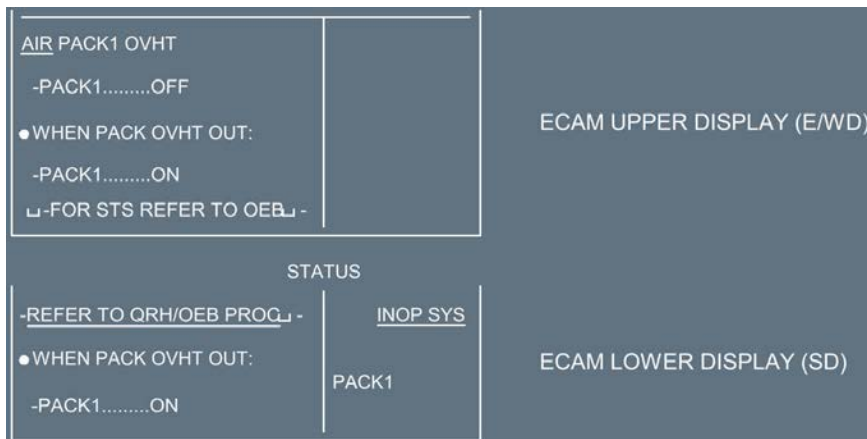 AIR PACK1 OVHT
-PACK1.........OFF
●WHEN PACK OVHT OUT:
-PACK1.........ON
␣-FOR STS REFER TO OEB␣-
ECAM UPPER DISPLAY (E/WD)
STATUS
-REFER TO QRH/OEB PROC␣-
●WHEN PACK OVHT OUT:
-PACK1.........ON
INOP SYS
PACK1
ECAM LOWER DISPLAY (SD)